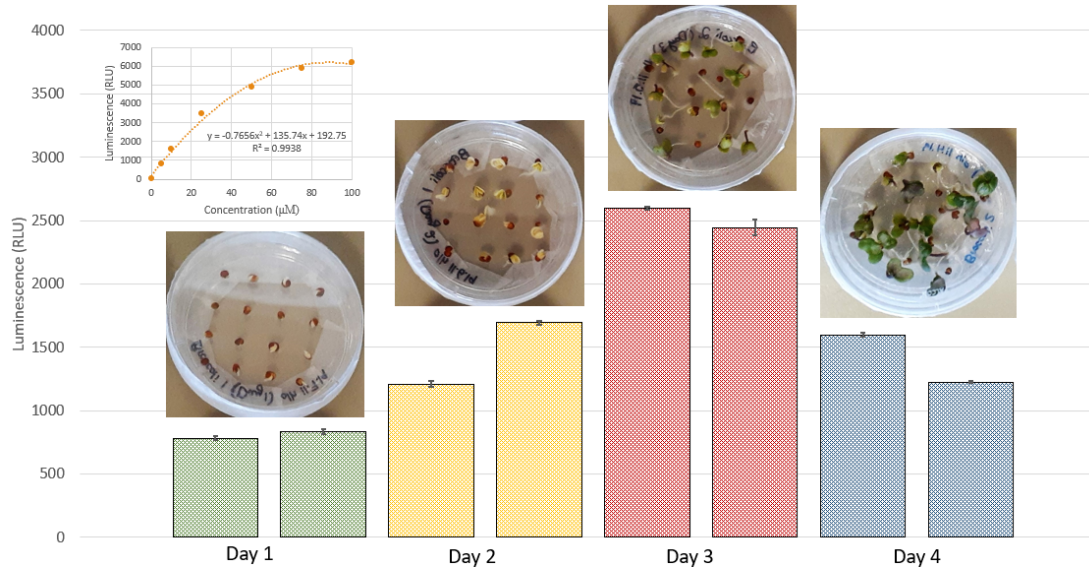 4000
3500
3000
2500
2000
1500
1000
500
0
Luminescence (RLU)
7000
6000
5000
4000
3000
2000
1000
0
Luminescence (RLU)
y = -0.7656x² + 135.74x + 192.75
R² = 0.9938
0 20 40 60 80 100
Concentration (μM)
Day 1 Day 2 Day 3 Day 4